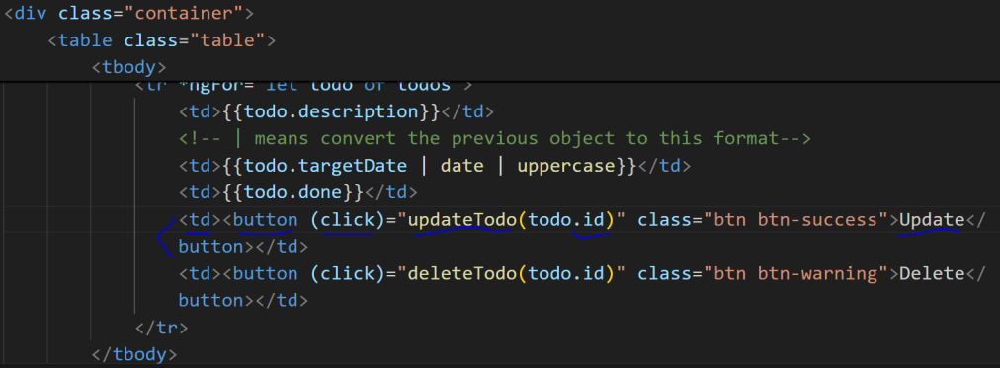 <div class="container">
<table class="table">
<tbody>
<tr *ngFor="let todo of todos">
<td>{{todo.description}}</td>
<!-- | means convert the previous object to this format-->
<td>{{todo.targetDate | date | uppercase}}</td>
<td>{{todo.done}}</td>
<td><button (click)="updateTodo(todo.id)" class="btn btn-success">Update</
button></td>
<td><button (click)="deleteTodo(todo.id)" class="btn btn-warning">Delete</
button></td>
</tr>
</tbody>